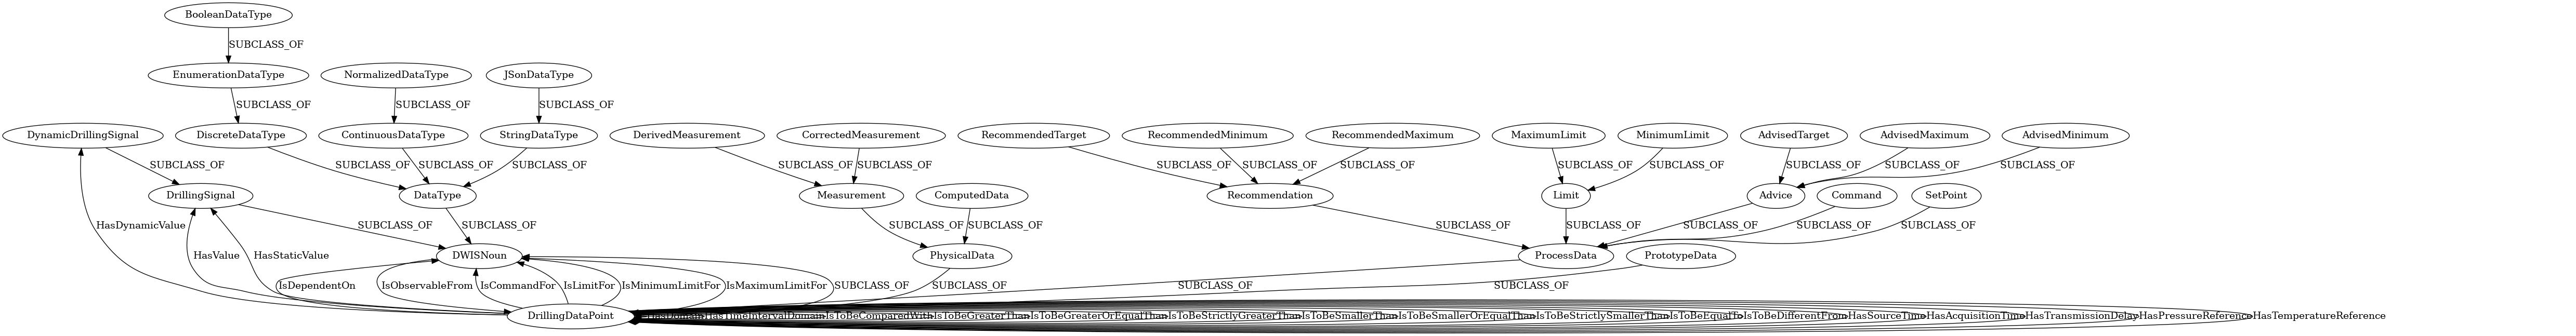 BooleanDataType
SUBCLASS_OF
EnumerationDataType
NormalizedDataType
JSonDataType
SUBCLASS_OF
SUBCLASS_OF
SUBCLASS_OF
DynamicDrillingSignal
DiscreteDataType
ContinuousDataType
StringDataType
DerivedMeasurement
CorrectedMeasurement
RecommendedTarget
RecommendedMinimum
RecommendedMaximum
MaximumLimit
MinimumLimit
AdvisedTarget
AdvisedMaximum
AdvisedMinimum
SUBCLASS_OF
SUBCLASS_OF
SUBCLASS_OF
SUBCLASS_OF
SUBCLASS_OF
SUBCLASS_OF
SUBCLASS_OF
SUBCLASS_OF
SUBCLASS_OF
SUBCLASS_OF
SUBCLASS_OF
SUBCLASS_OF
SUBCLASS_OF
SUBCLASS_OF
DrillingSignal
DataType
Measurement
ComputedData
Recommendation
Limit
Advice
Command
SetPoint
HasDynamicValue
SUBCLASS_OF
SUBCLASS_OF
SUBCLASS_OF
SUBCLASS_OF
SUBCLASS_OF
SUBCLASS_OF
SUBCLASS_OF
SUBCLASS_OF
SUBCLASS_OF
HasValue
HasStaticValue
DWISNoun
PhysicalData
ProcessData
PrototypeData
IsDependentOn
IsObservableFrom
IsCommandFor
IsLimitFor
IsMinimumLimitFor
IsMaximumLimitFor
SUBCLASS_OF
SUBCLASS_OF
SUBCLASS_OF
SUBCLASS_OF
DrillingDataPoint
HasDomain
HasTimeIntervalDomain
IsToBeComparedWith
IsToBeGreaterThan
IsToBeGreaterOrEqualThan
IsToBeStrictlyGreaterThan
IsToBeSmallerThan
IsToBeSmallerOrEqualThan
IsToBeStrictlySmallerThan
IsToBeEqualTo
IsToBeDifferentFrom
HasSourceTime
HasAcquisitionTime
HasTransmissionDelay
HasPressureReference
HasTemperatureReference